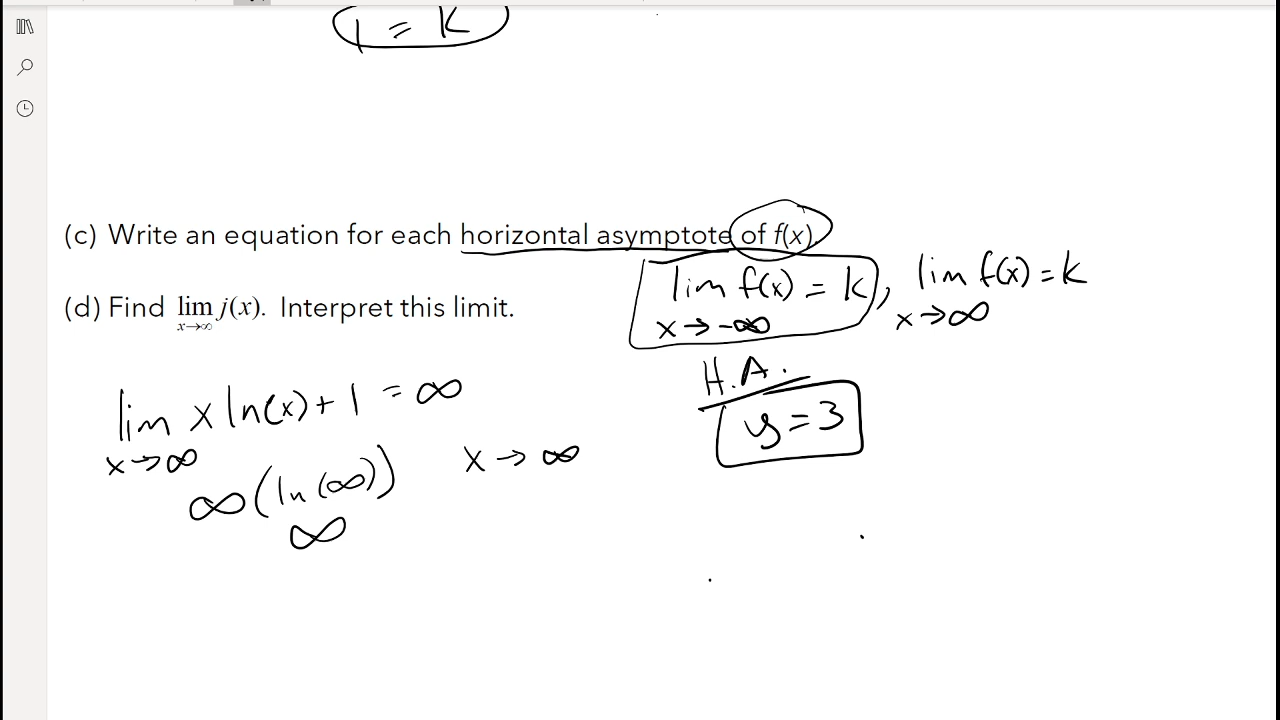 1 = K
(c) Write an equation for each horizontal asymptote of f(x).
lim f(x) = K, lim f(x) = K
x→-∞ x→∞
(d) Find lim j(x). Interpret this limit.
x→∞
H.A.
y = 3
lim x ln(x) + 1 = ∞
x→∞
∞(ln(∞)) x → ∞
∞